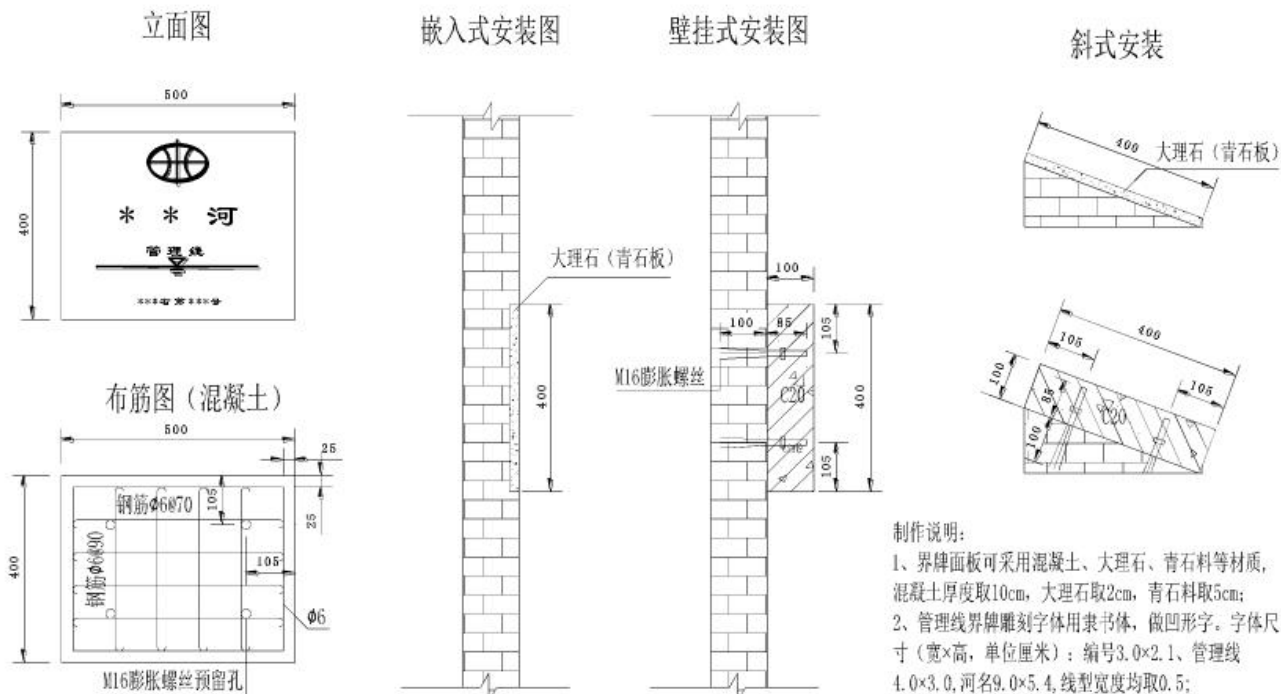 立面图
500
400
* * 河
管理线
***省第***号
布筋图（混凝土）
500
25
400
钢筋ϕ6@70
钢筋ϕ6@90
105
25
105
ϕ6
M16膨胀螺丝预留孔
嵌入式安装图
大理石（青石板）
400
壁挂式安装图
100
100
85
105
M16膨胀螺丝
C20
400
105
斜式安装
400
大理石（青石板）
400
105
105
100
85
100
C20
制作说明:
1、界牌面板可采用混凝土、大理石、青石料等材质,
混凝土厚度取10cm, 大理石取2cm, 青石料取5cm;
2、管理线界牌雕刻字体用隶书体, 做凹形字。字体尺
寸（宽×高, 单位厘米）: 编号3.0×2.1、管理线
4.0×3.0,河名9.0×5.4,线型宽度均取0.5;